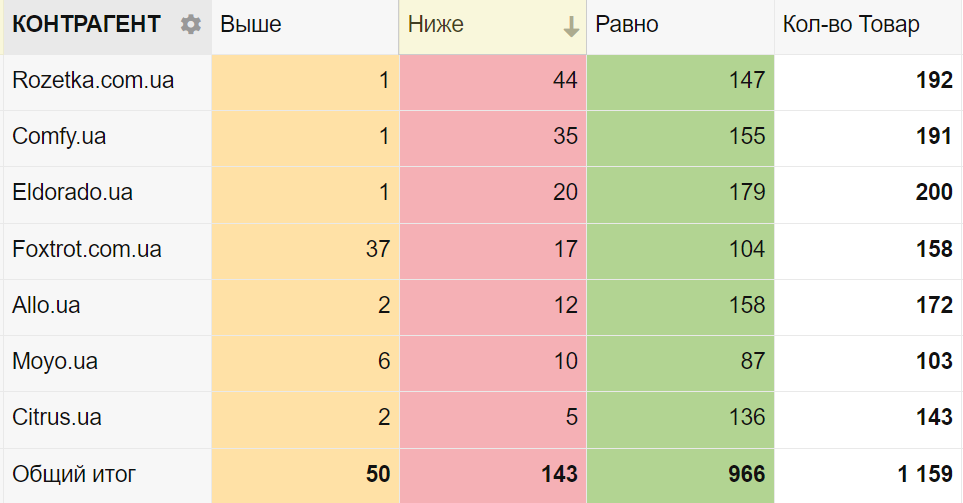 КОНТРАГЕНТ Выше Ниже Равно Кол-во Товар
Rozetka.com.ua 1 44 147 192
Comfy.ua 1 35 155 191
Eldorado.ua 1 20 179 200
Foxtrot.com.ua 37 17 104 158
Allo.ua 2 12 158 172
Moyo.ua 6 10 87 103
Citrus.ua 2 5 136 143
Общий итог 50 143 966 1 159